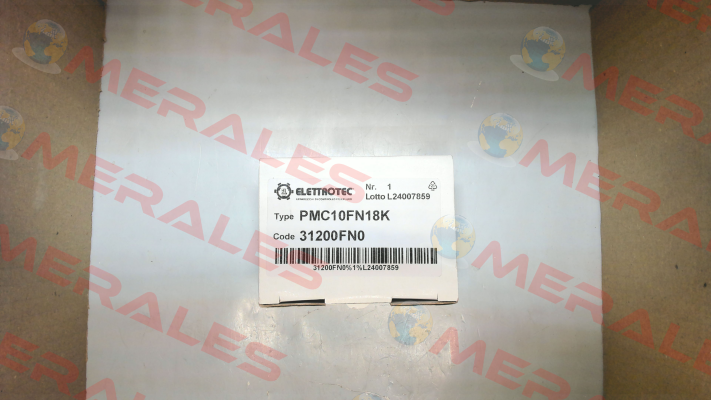 ELETTROTEC
Nr. 1
Lotto L24007859
Type PMC10FN18K
Code 31200FN0
31200FN0%1%L24007859
MERALES
MERALES
MERALES
MERALES
MERALES
MERALES